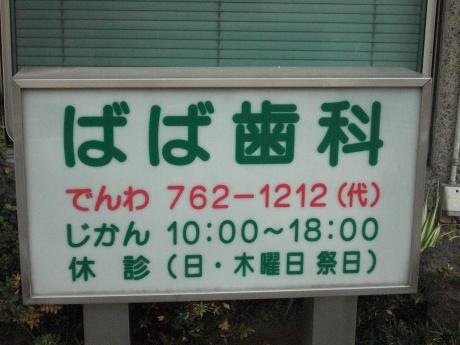 ばば歯科
でんわ 762-1212(代)
じかん 10:00~18:00
休診(日・木曜日祭日)